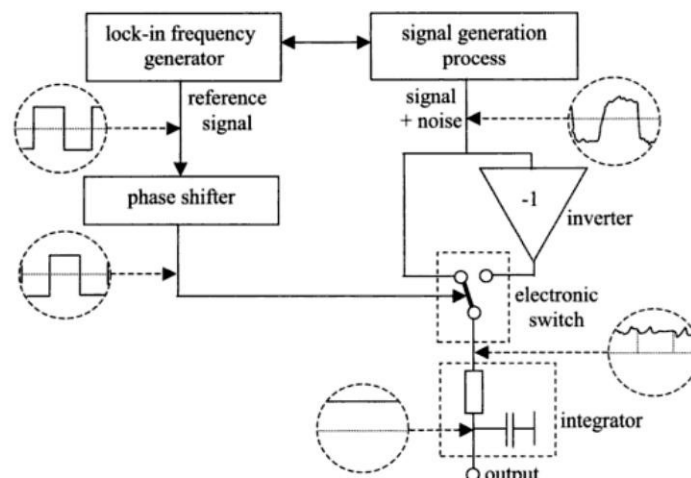 lock-in frequency
generator
signal generation
process
reference
signal
signal
+ noise
phase shifter
-1
inverter
electronic
switch
integrator
output